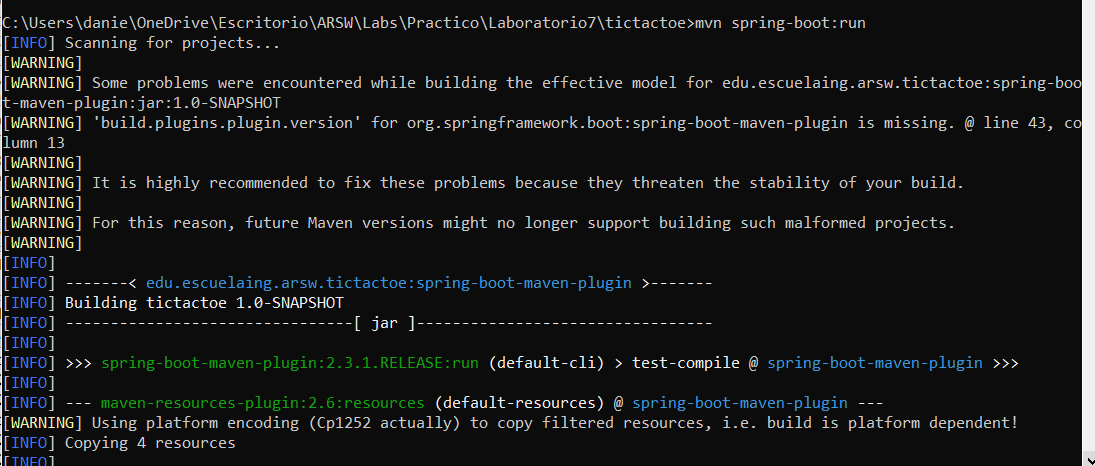 C:\Users\danie\OneDrive\Escritorio\ARSW\Labs\Practico\Laboratorio7\tictactoe>mvn spring-boot:run
[INFO] Scanning for projects...
[WARNING]
[WARNING] Some problems were encountered while building the effective model for edu.escuelaing.arsw.tictactoe:spring-boo
t-maven-plugin:jar:1.0-SNAPSHOT
[WARNING] 'build.plugins.plugin.version' for org.springframework.boot:spring-boot-maven-plugin is missing. @ line 43, co
lumn 13
[WARNING]
[WARNING] It is highly recommended to fix these problems because they threaten the stability of your build.
[WARNING]
[WARNING] For this reason, future Maven versions might no longer support building such malformed projects.
[WARNING]
[INFO]
[INFO] -------< edu.escuelaing.arsw.tictactoe:spring-boot-maven-plugin >-------
[INFO] Building tictactoe 1.0-SNAPSHOT
[INFO] --------------------------------[ jar ]---------------------------------
[INFO]
[INFO] >>> spring-boot-maven-plugin:2.3.1.RELEASE:run (default-cli) > test-compile @ spring-boot-maven-plugin >>>
[INFO]
[INFO] --- maven-resources-plugin:2.6:resources (default-resources) @ spring-boot-maven-plugin ---
[WARNING] Using platform encoding (Cp1252 actually) to copy filtered resources, i.e. build is platform dependent!
[INFO] Copying 4 resources
[INFO]